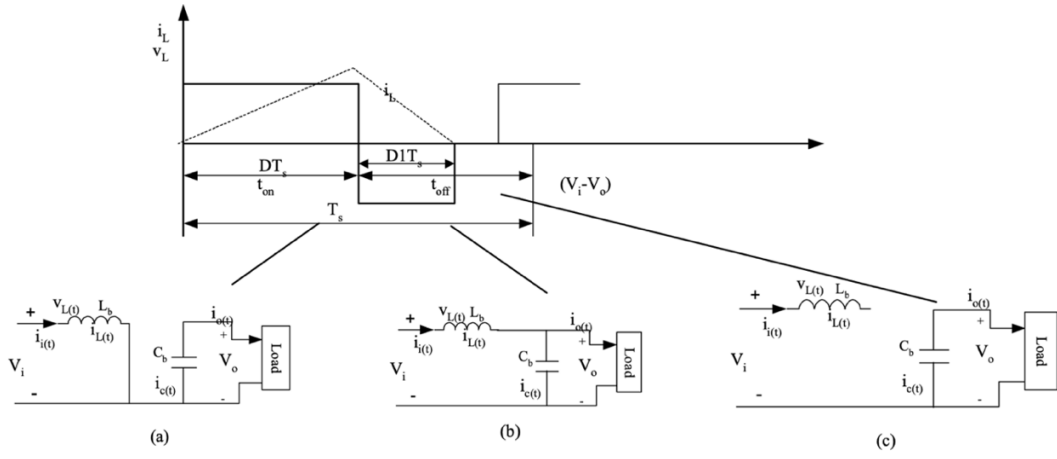 i_L
v_L
i_b
D1T_s
DT_s
t_on
t_off
(V_i-V_o)
T_s
+
v_L(t) L_b
i_i(t) i_L(t)
V_i
-
C_b
i_c(t)
i_o(t)
+
V_o
-
Load
(a)
+
v_L(t) L_b
i_i(t) i_L(t)
V_i
-
C_b
i_c(t)
i_o(t)
+
V_o
-
Load
(b)
+
v_L(t) L_b
i_i(t) i_L(t)
V_i
-
C_b
i_c(t)
i_o(t)
+
V_o
-
Load
(c)